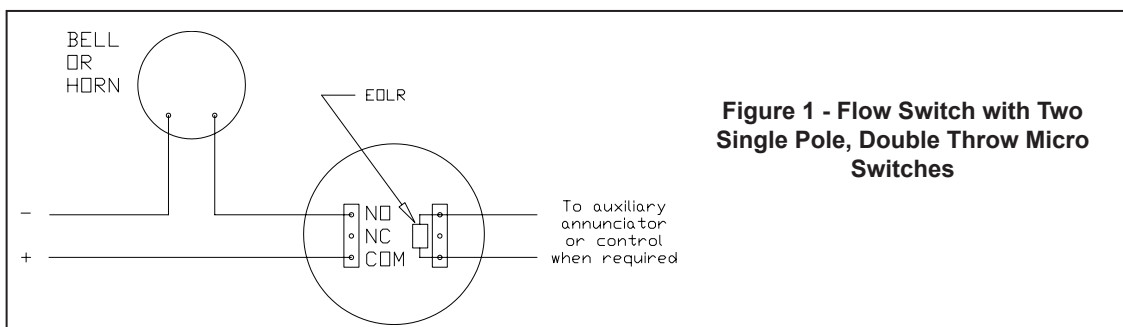 BELL
OR
HORN
EOLR
Figure 1 - Flow Switch with Two
Single Pole, Double Throw Micro
Switches
-
+
NO
NC
COM
To auxiliary
annunciator
or control
when required